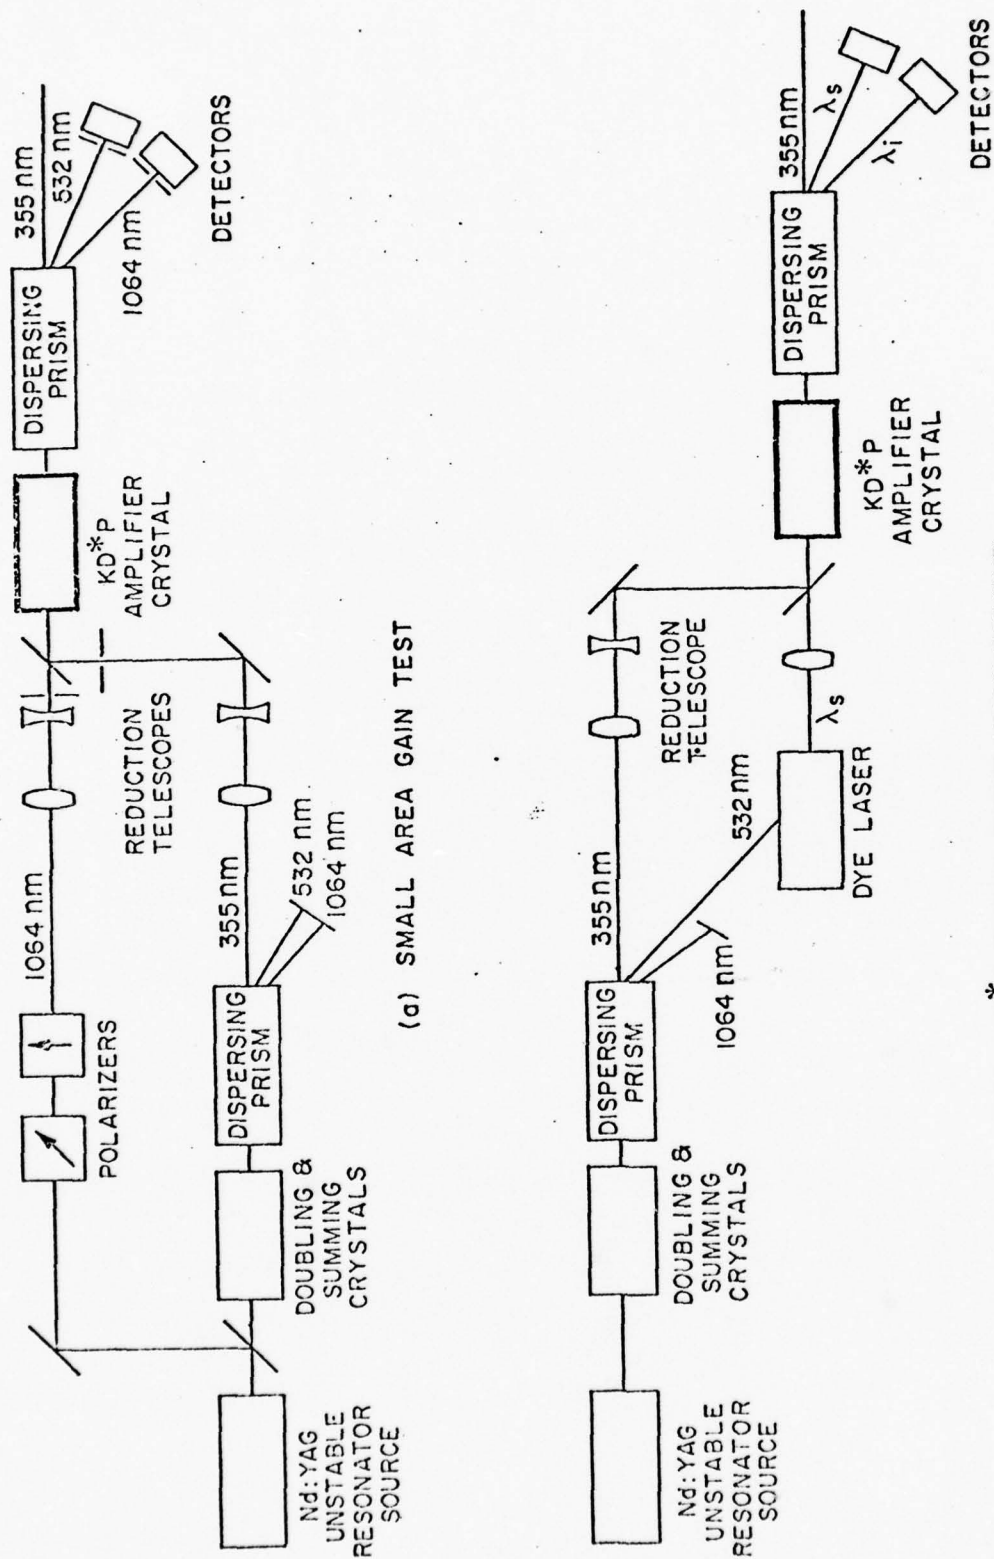 1064 nm
POLARIZERS
REDUCTION
TELESCOPES
KD*P
AMPLIFIER
CRYSTAL
DISPERSING
PRISM
355 nm
532 nm
1064 nm
DETECTORS
Nd:YAG
UNSTABLE
RESONATOR
SOURCE
DOUBLING &
SUMMING
CRYSTALS
DISPERSING
PRISM
355 nm
532 nm
1064 nm
(a) SMALL AREA GAIN TEST
Nd:YAG
UNSTABLE
RESONATOR
SOURCE
DOUBLING &
SUMMING
CRYSTALS
DISPERSING
PRISM
355 nm
1064 nm
532 nm
REDUCTION
TELESCOPE
DYE LASER
λs
KD*P
AMPLIFIER
CRYSTAL
DISPERSING
PRISM
355 nm
λs
λi
DETECTORS
*